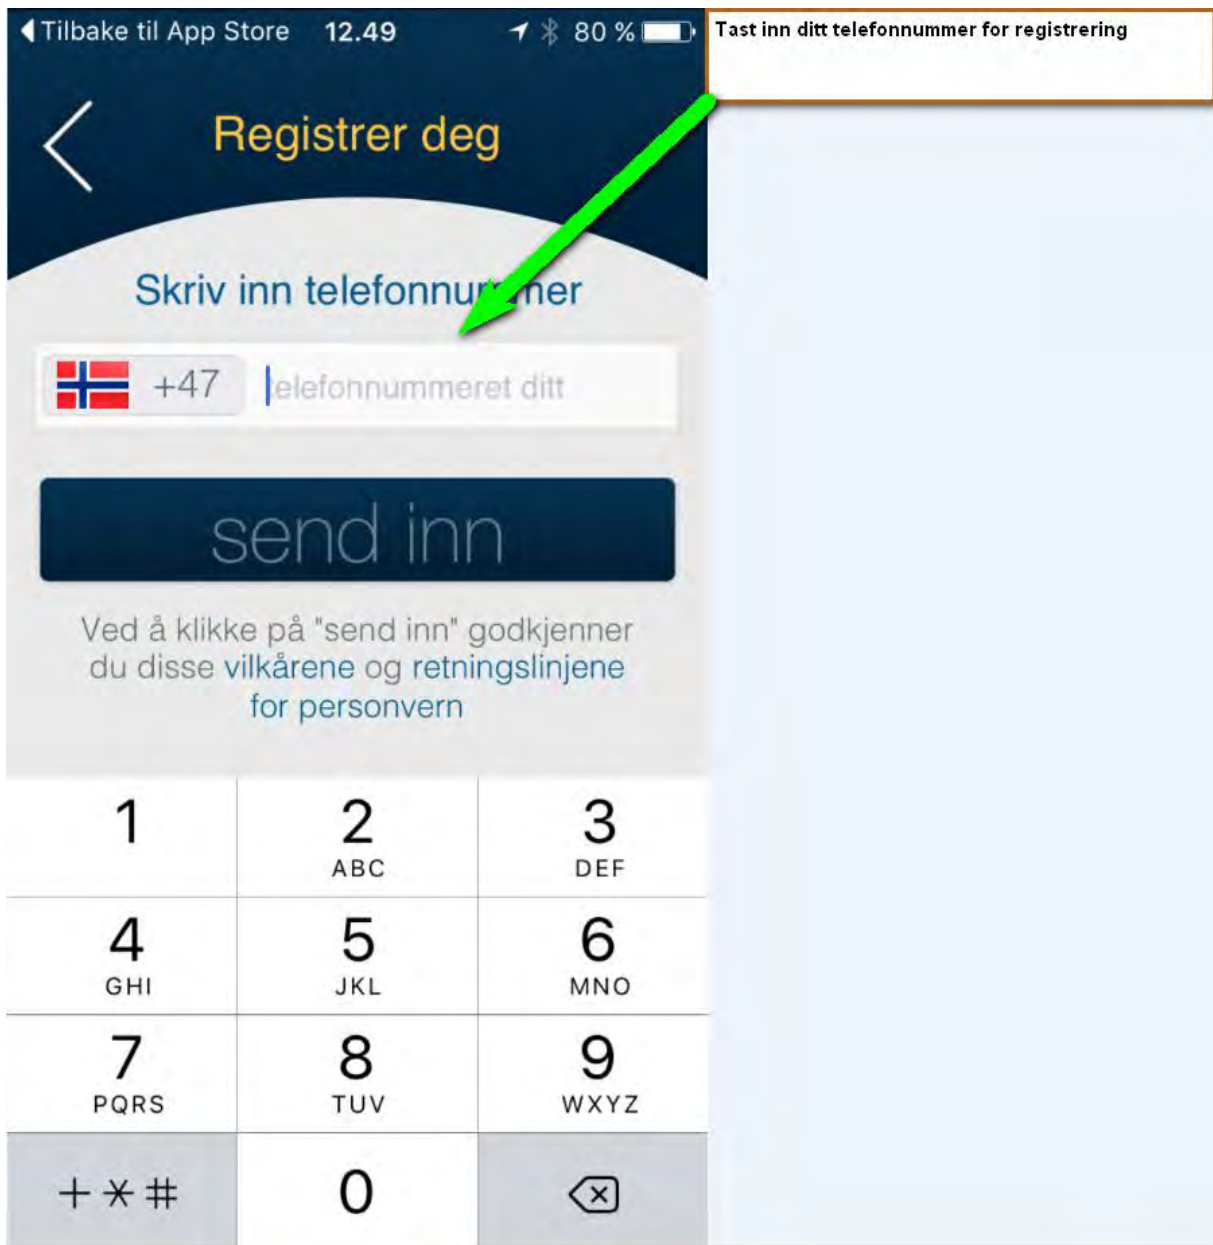 Tilbake til App Store 12.49 80 %
Tast inn ditt telefonnummer for registrering
Registrer deg
Skriv inn telefonnummer
+47 telefonnummeret ditt
send inn
Ved å klikke på "send inn" godkjenner
du disse vilkårene og retningslinjene
for personvern
1 2 3
ABC DEF
4 5 6
GHI JKL MNO
7 8 9
PQRS TUV WXYZ
+*# 0